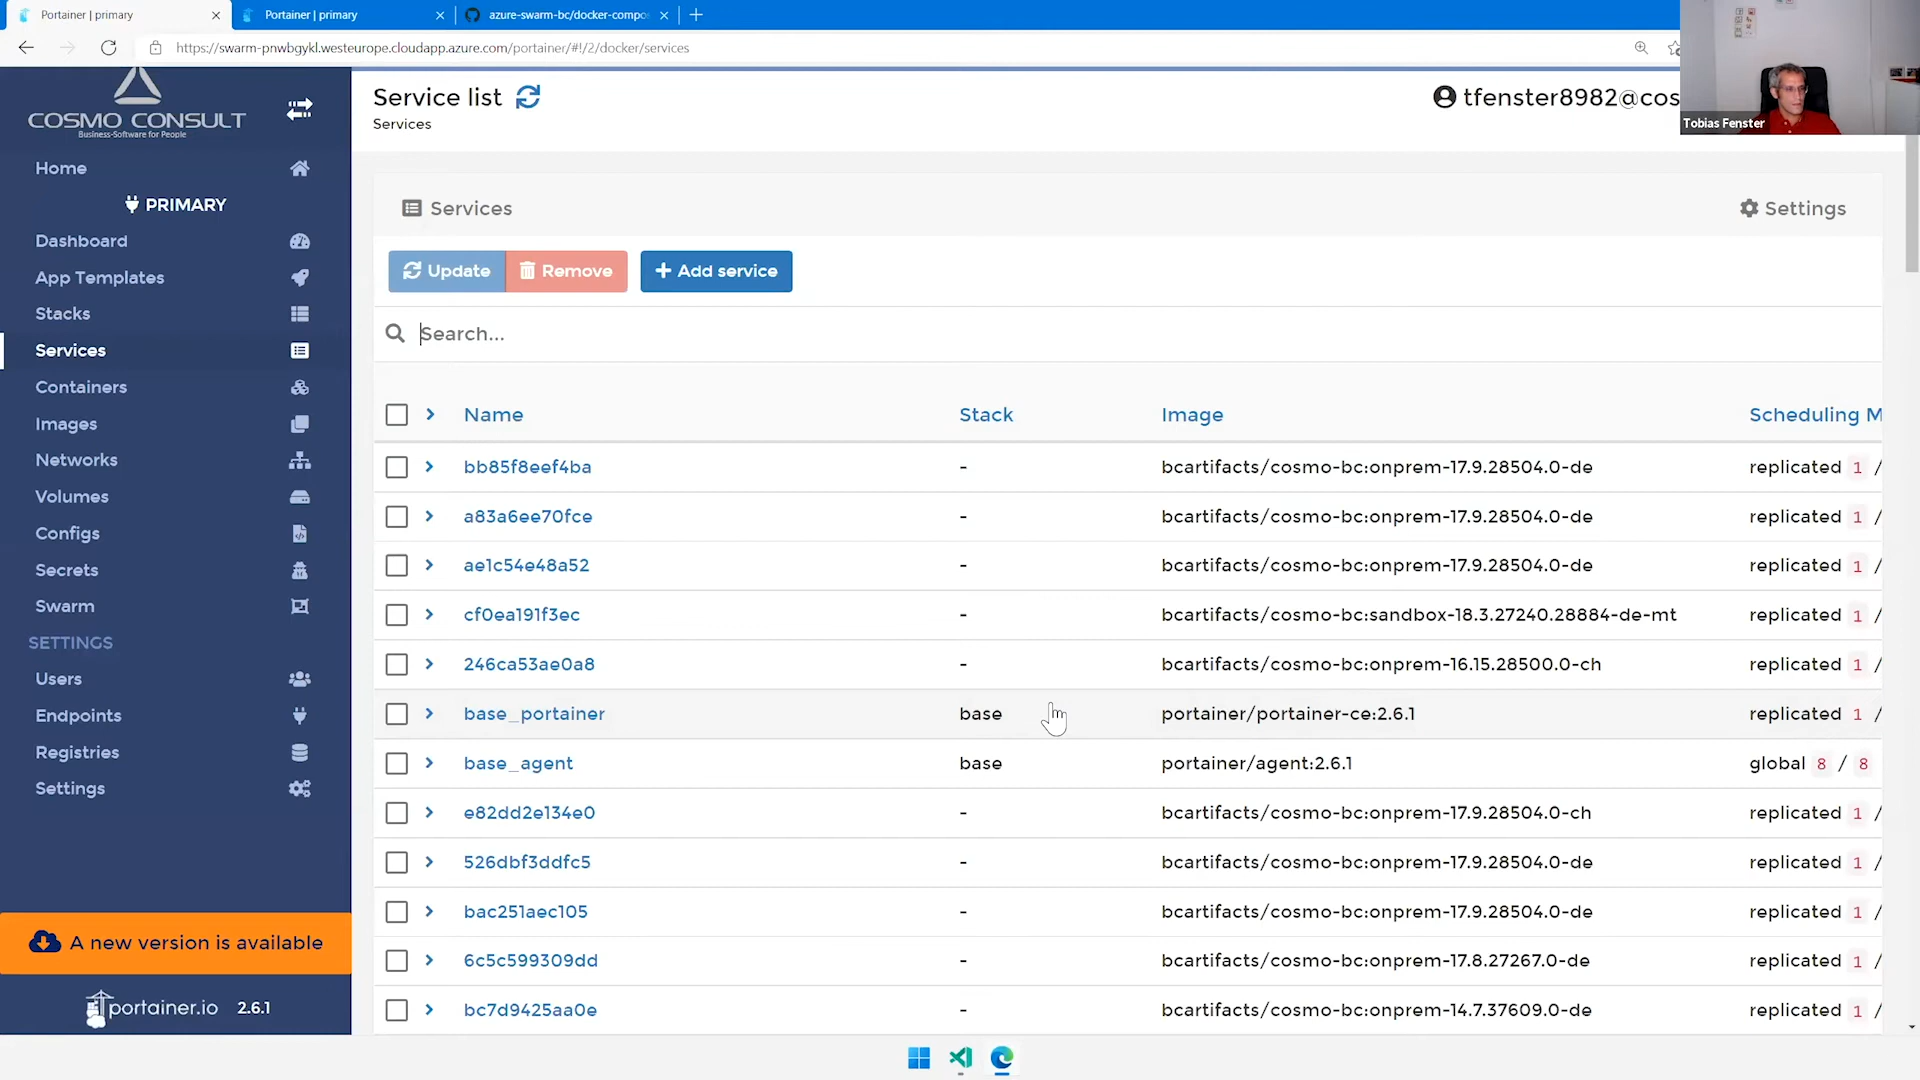 Portainer | primary
Portainer | primary
azure-swarm-bc/docker-compo
https://swarm-pnwbgykl.westeurope.cloudapp.azure.com/portainer/#!/2/docker/services
COSMO CONSULT
Business-Software for People
Home
PRIMARY
Dashboard
App Templates
Stacks
Services
Containers
Images
Networks
Volumes
Configs
Secrets
Swarm
SETTINGS
Users
Endpoints
Registries
Settings
A new version is available
portainer.io 2.6.1
Service list
Services
tfenster8982@cos
Tobias Fenster
Services
Settings
Update Remove + Add service
Search...
Name Stack Image Scheduling M
bb85f8eef4ba - bcartifacts/cosmo-bc:onprem-17.9.28504.0-de replicated 1 /
a83a6ee70fce - bcartifacts/cosmo-bc:onprem-17.9.28504.0-de replicated 1 /
ae1c54e48a52 - bcartifacts/cosmo-bc:onprem-17.9.28504.0-de replicated 1 /
cf0ea191f3ec - bcartifacts/cosmo-bc:sandbox-18.3.27240.28884-de-mt replicated 1 /
246ca53ae0a8 - bcartifacts/cosmo-bc:onprem-16.15.28500.0-ch replicated 1 /
base_portainer base portainer/portainer-ce:2.6.1 replicated 1 /
base_agent base portainer/agent:2.6.1 global 8 / 8
e82dd2e134e0 - bcartifacts/cosmo-bc:onprem-17.9.28504.0-ch replicated 1 /
526dbf3ddfc5 - bcartifacts/cosmo-bc:onprem-17.9.28504.0-de replicated 1 /
bac251aec105 - bcartifacts/cosmo-bc:onprem-17.9.28504.0-de replicated 1 /
6c5c599309dd - bcartifacts/cosmo-bc:onprem-17.8.27267.0-de replicated 1 /
bc7d9425aa0e - bcartifacts/cosmo-bc:onprem-14.7.37609.0-de replicated 1 /